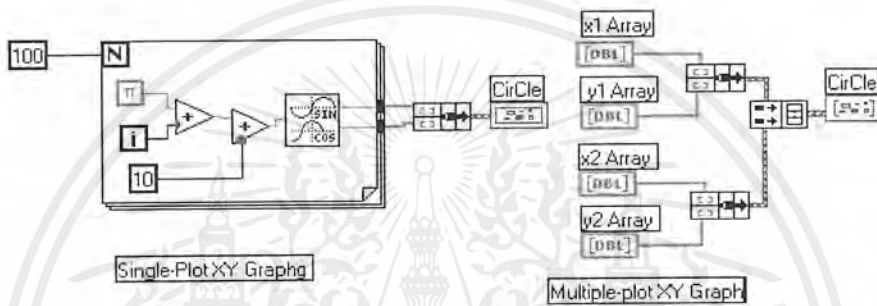 100
N
π
i
10
SIN
COS
CirCle
Single-Plot XY Graphg
x1 Array
[DBL]
y1 Array
[DBL]
x2 Array
[DBL]
y2 Array
[DBL]
CirCle
Multiple-plot XY Graph